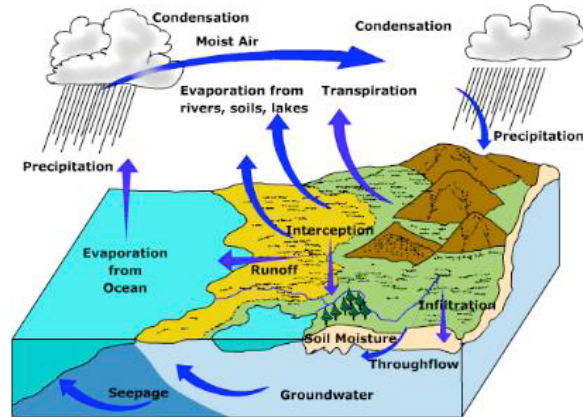 Condensation
Condensation
Moist Air
Evaporation from
rivers, soils, lakes
Transpiration
Precipitation
Precipitation
Evaporation
from
Ocean
Interception
Runoff
Infiltration
Soil Moisture
Throughflow
Seepage
Groundwater